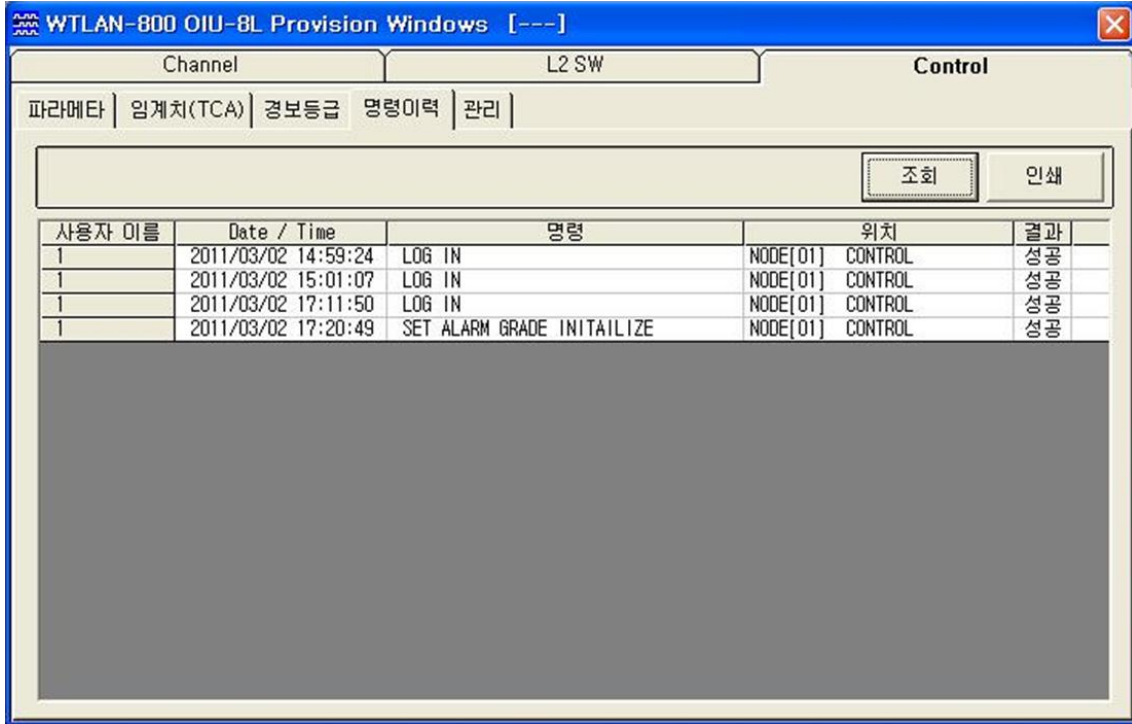 WTLAN-800 OIU-8L Provision Windows [---]
Channel L2 SW Control
파라메타 임계치(TCA) 경보등급 명령이력 관리
조회 인쇄
사용자 이름 Date / Time 명령 위치 결과
1 2011/03/02 14:59:24 LOG IN NODE[01] CONTROL 성공
1 2011/03/02 15:01:07 LOG IN NODE[01] CONTROL 성공
1 2011/03/02 17:11:50 LOG IN NODE[01] CONTROL 성공
1 2011/03/02 17:20:49 SET ALARM GRADE INITAILIZE NODE[01] CONTROL 성공